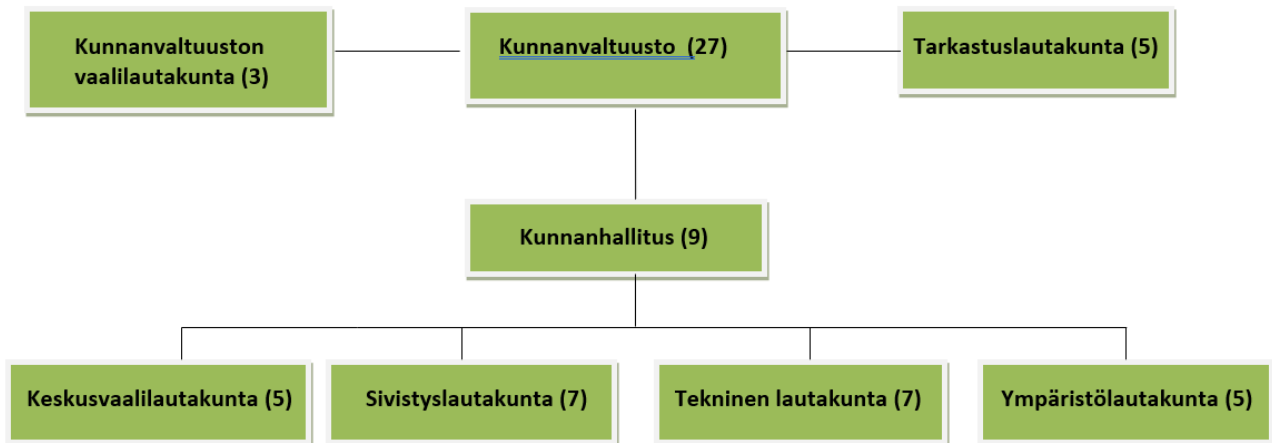 Kunnanvaltuuston
vaalilautakunta (3)
Kunnanvaltuusto (27)
Tarkastuslautakunta (5)
Kunnanhallitus (9)
Keskusvaalilautakunta (5)
Sivistyslautakunta (7)
Tekninen lautakunta (7)
Ympäristölautakunta (5)